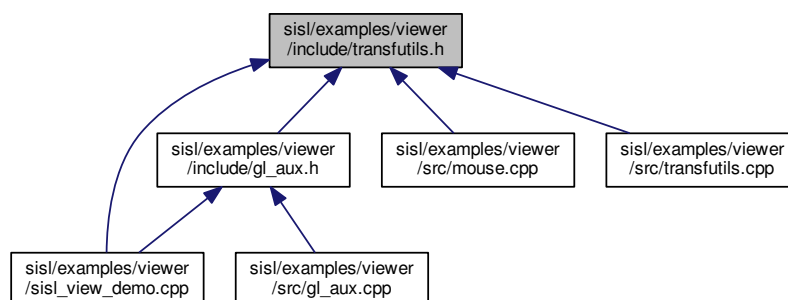 sisl/examples/viewer
/include/transfutils.h
sisl/examples/viewer
/include/gl_aux.h
sisl/examples/viewer
/src/mouse.cpp
sisl/examples/viewer
/src/transfutils.cpp
sisl/examples/viewer
/sisl_view_demo.cpp
sisl/examples/viewer
/src/gl_aux.cpp